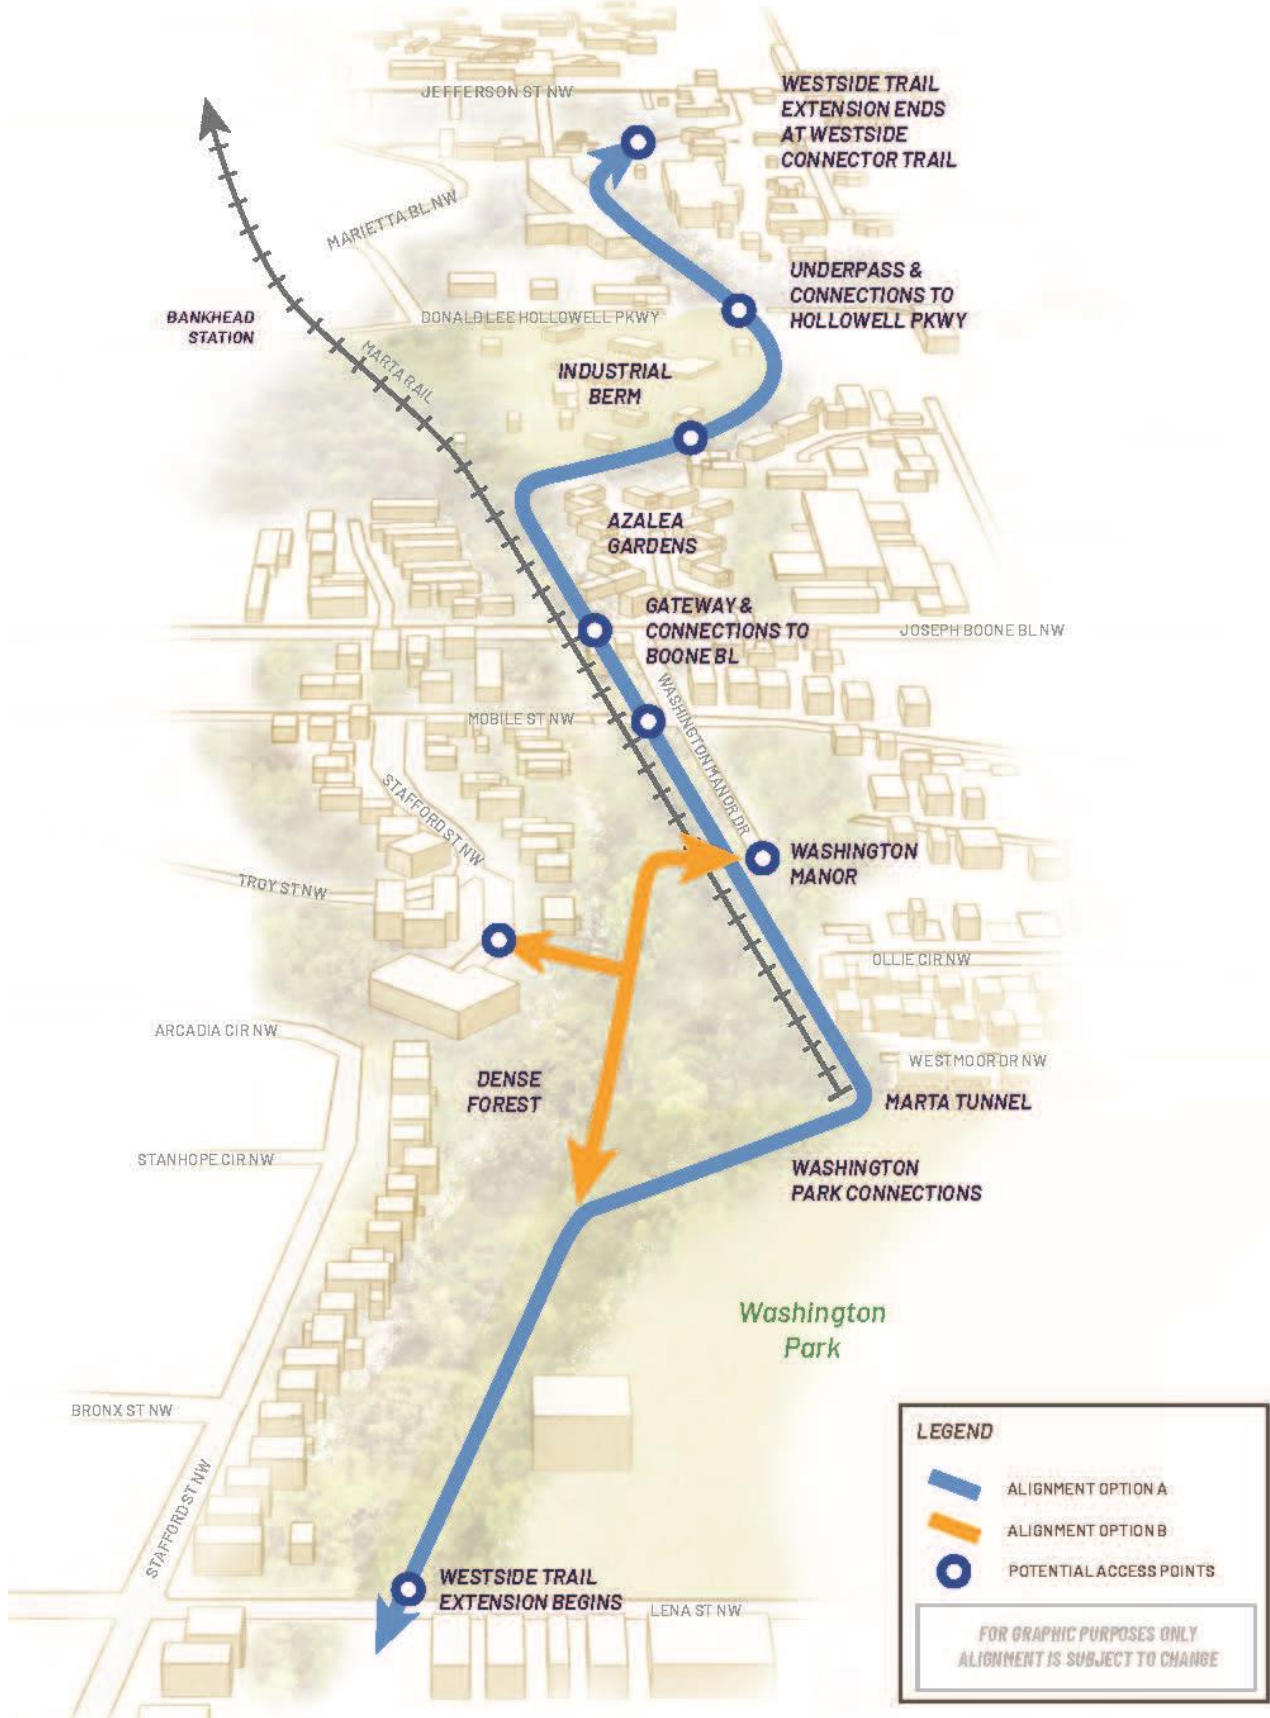 JEFFERSON ST NW
WESTSIDE TRAIL
EXTENSION ENDS
AT WESTSIDE
CONNECTOR TRAIL
MARIETTA BL NW
UNDERPASS &
CONNECTIONS TO
HOLLOWELL PKWY
BANKHEAD
STATION
DONALD LEE HOLLOWELL PKWY
MARTA RAIL
INDUSTRIAL
BERM
AZALEA
GARDENS
GATEWAY &
CONNECTIONS TO
BOONE BL
JOSEPH BOONE BL NW
WASHINGTON MANOR DR
MOBILE ST NW
STAFFORD ST NW
WASHINGTON
MANOR
TROY ST NW
OLLIE CIR NW
ARCADIA CIR NW
WESTMOOR DR NW
DENSE
FOREST
MARTA TUNNEL
STANHOPE CIR NW
WASHINGTON
PARK CONNECTIONS
Washington
Park
BRONX ST NW
STAFFORD ST NW
WESTSIDE TRAIL
EXTENSION BEGINS
LENA ST NW
LEGEND
ALIGNMENT OPTION A
ALIGNMENT OPTION B
POTENTIAL ACCESS POINTS
FOR GRAPHIC PURPOSES ONLY
ALIGNMENT IS SUBJECT TO CHANGE